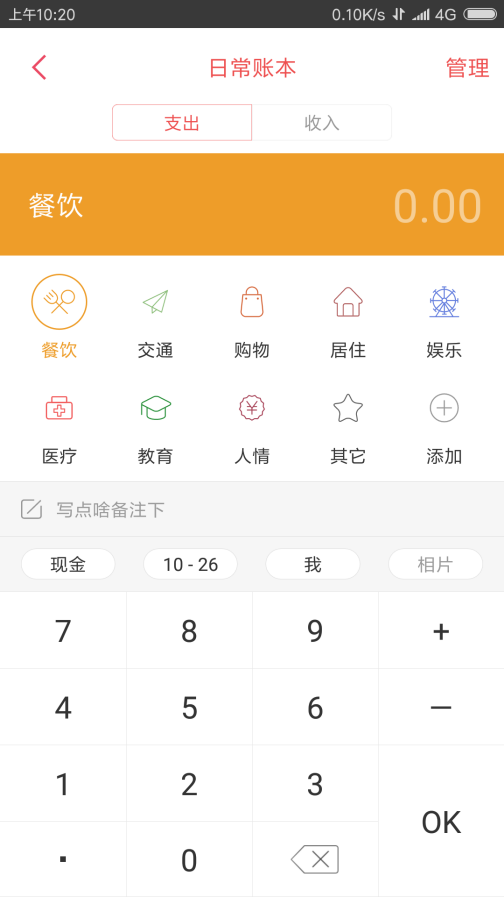 上午10:20 0.10K/s 4G
日常账本 管理
支出 收入
餐饮 0.00
餐饮 交通 购物 居住 娱乐
医疗 教育 人情 其它 添加
写点啥备注下
现金 10 - 26 我 相片
7 8 9 +
4 5 6 —
1 2 3
OK
. 0